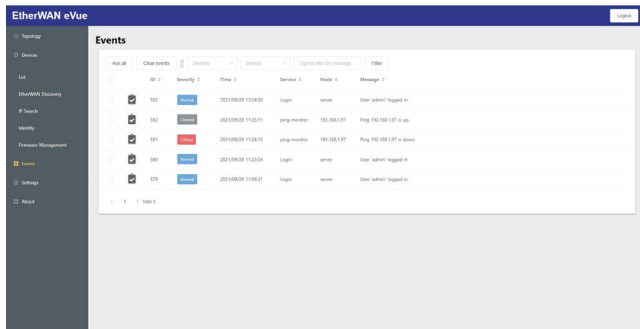 EtherWAN eVue
Logout
Topology
Devices
List
EtherWAN Discovery
IP Search
Identify
Firmware Management
Events
Settings
About
Events
Ack all Clear events Severity Service Type to filter by message Filter
ID Severity Time Service Node Message
583 Normal 2021/09/28 13:24:50 Login server User 'admin' logged in
582 Cleared 2021/09/28 11:25:11 ping-monitor 192.168.1.97 Ping 192.168.1.97 is up.
581 Critical 2021/09/28 11:24:13 ping-monitor 192.168.1.97 Ping 192.168.1.97 is down.
580 Normal 2021/09/28 11:23:54 Login server User 'admin' logged in
579 Normal 2021/09/28 11:09:21 Login server User 'admin' logged in
1 Total 5